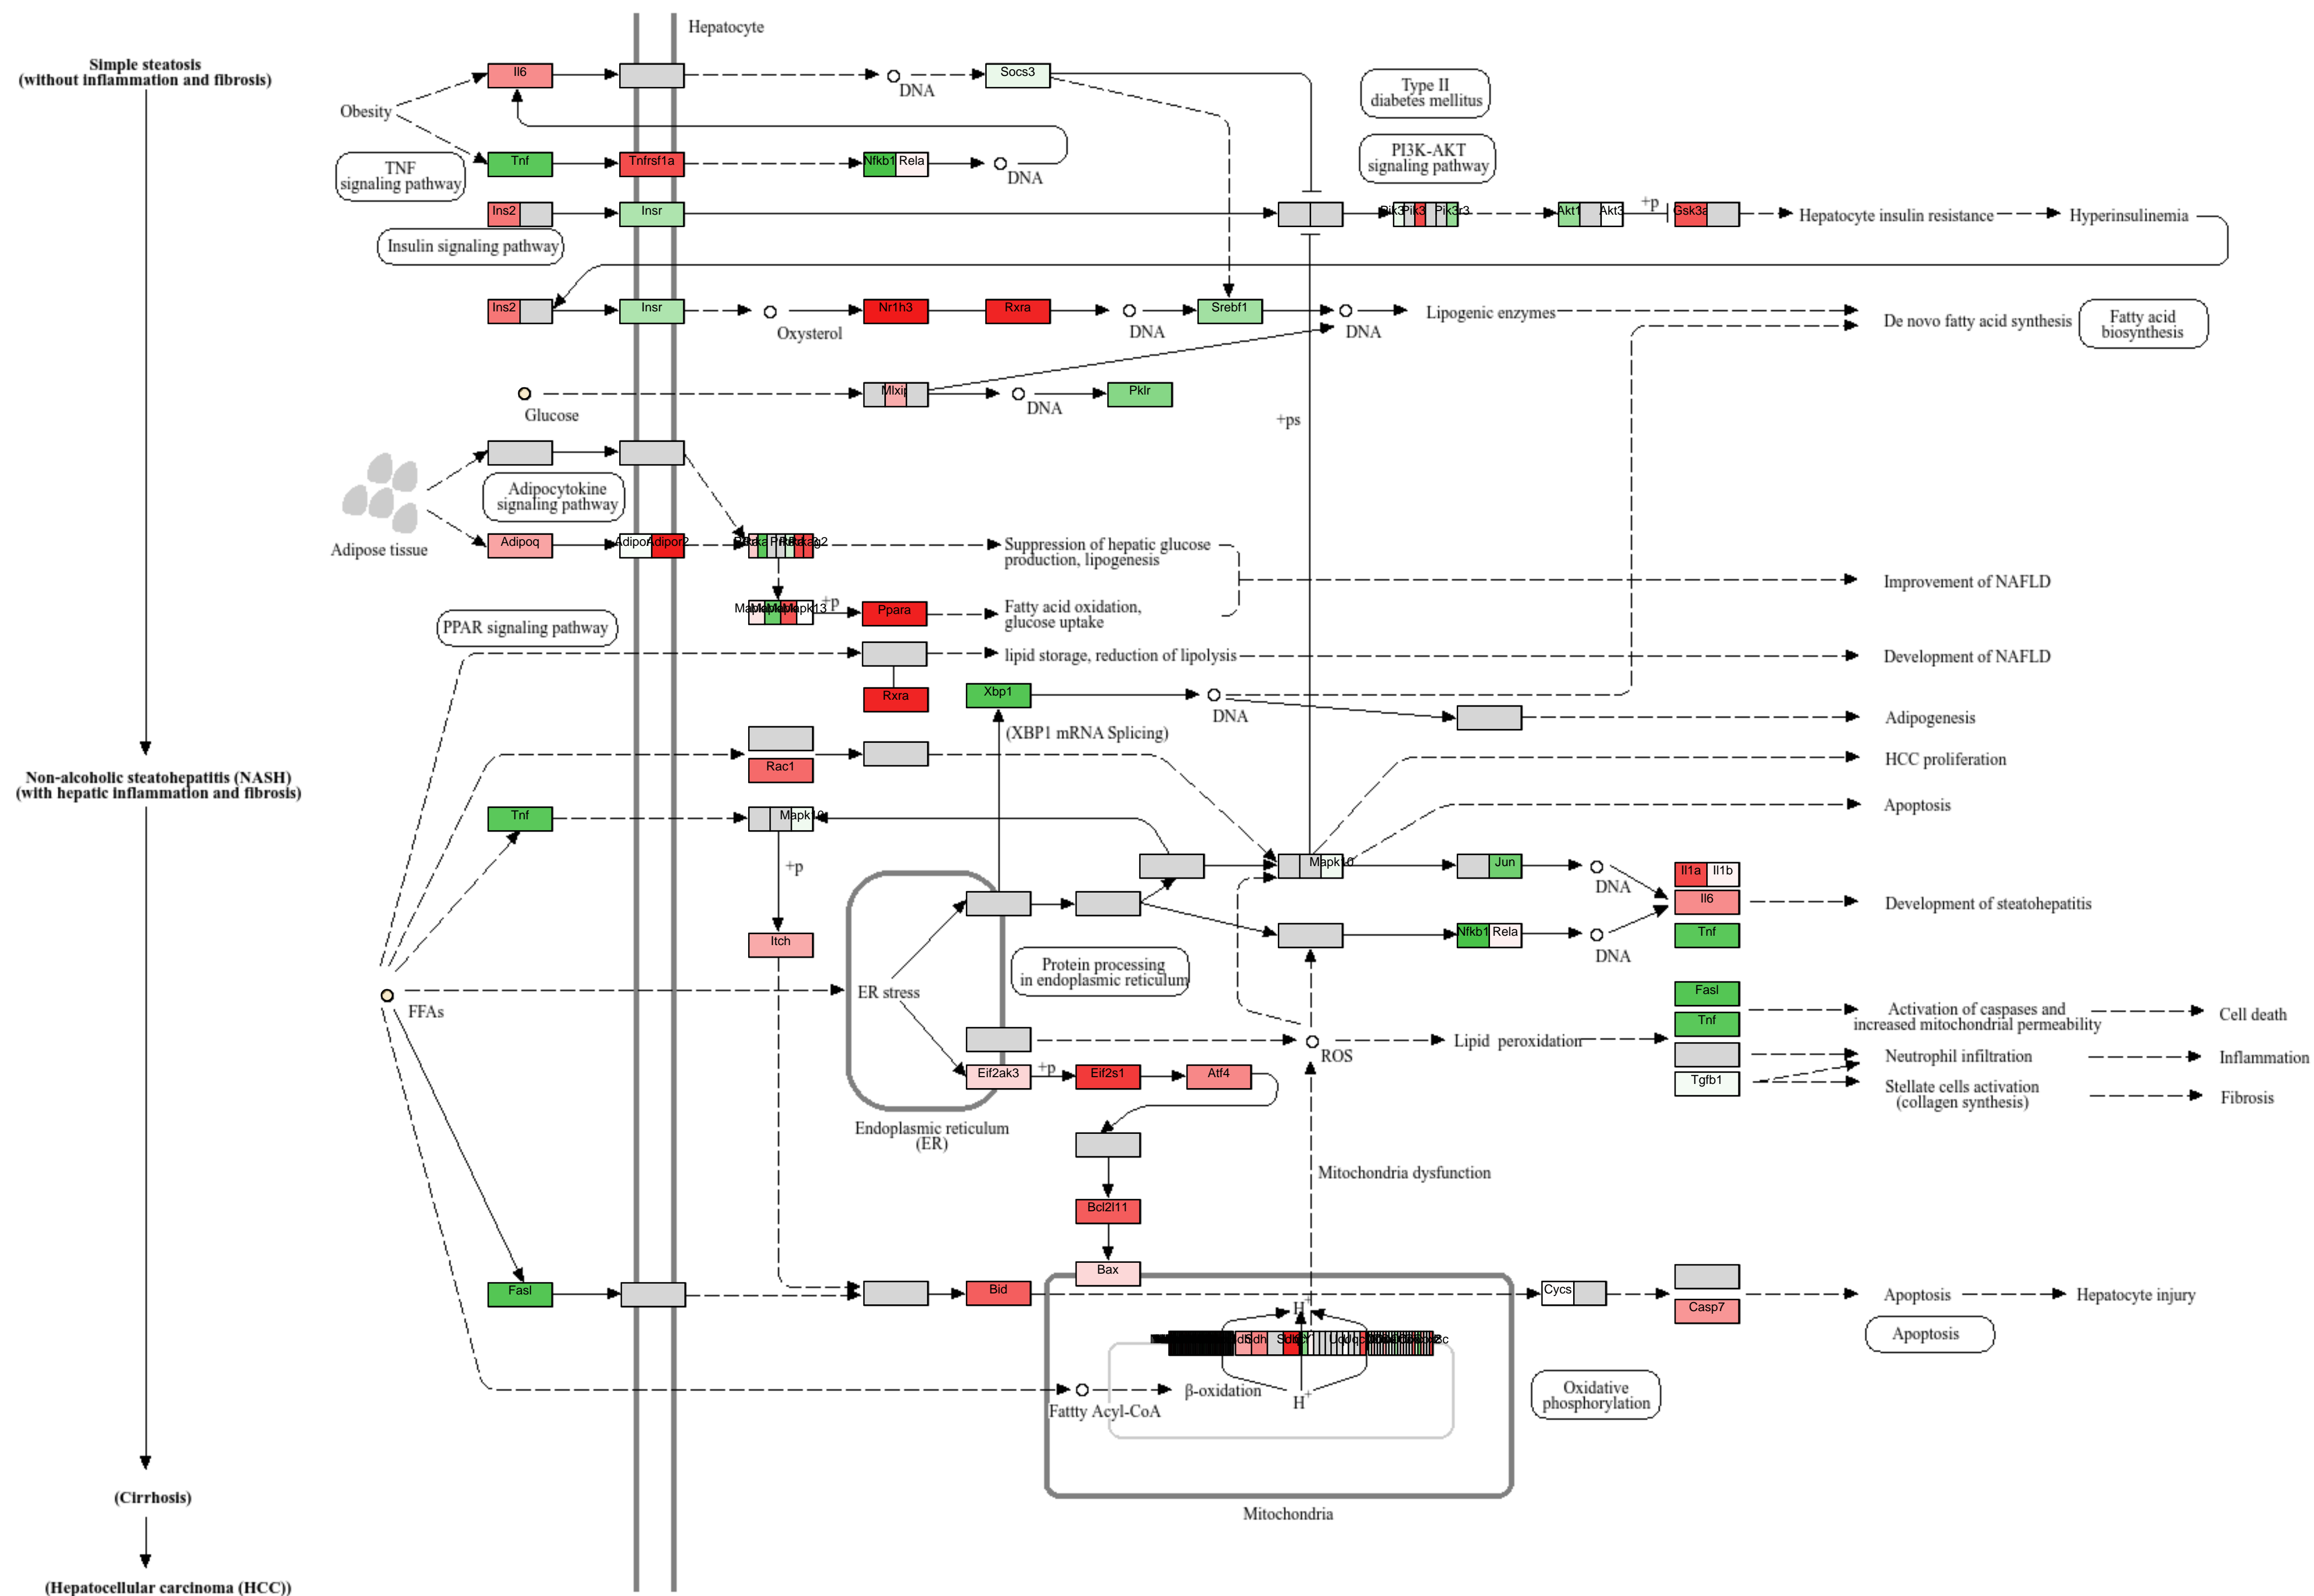 Hepatocyte
Simple steatosis
(without inflammation and fibrosis)
Il6
DNA
Socs3
Type II
diabetes mellitus
Obesity
TNF
signaling pathway
Tnf
Tnfrsf1a
Nfkb1
Rela
DNA
PI3K-AKT
signaling pathway
Ins2
Insr
Pik3r3
Akt1
Akt3
+p
Gsk3a
Hepatocyte insulin resistance
Hyperinsulinemia
Insulin signaling pathway
Ins2
Insr
Oxysterol
Nr1h3
Rxra
DNA
Srebf1
DNA
Lipogenic enzymes
De novo fatty acid synthesis
Fatty acid
biosynthesis
Glucose
Mlxip
DNA
Pklr
+ps
Adipocytokine
signaling pathway
Adipose tissue
Adipoq
Adipor2
Suppression of hepatic glucose
production, lipogenesis
Improvement of NAFLD
+p
Ppara
Fatty acid oxidation,
glucose uptake
PPAR signaling pathway
lipid storage, reduction of lipolysis
Development of NAFLD
Rxra
Xbp1
DNA
(XBP1 mRNA Splicing)
Adipogenesis
Rac1
HCC proliferation
Non-alcoholic steatohepatitis (NASH)
(with hepatic inflammation and fibrosis)
Apoptosis
Tnf
Mapk10
+p
Mapk10
Jun
DNA
Il1a
Il1b
Il6
Tnf
Development of steatohepatitis
Itch
Nfkb1
Rela
DNA
Protein processing
in endoplasmic reticulum
ER stress
FFAs
Fasl
Tnf
Activation of caspases and
increased mitochondrial permeability
Cell death
ROS
Lipid peroxidation
Neutrophil infiltration
Inflammation
Eif2ak3
+p
Eif2s1
Atf4
Tgfb1
Stellate cells activation
(collagen synthesis)
Fibrosis
Endoplasmic reticulum
(ER)
Mitochondria dysfunction
Bcl2l11
Bax
Fasl
Bid
Cycs
Casp7
Apoptosis
Hepatocyte injury
Apoptosis
H+
β-oxidation
H+
Fattty Acyl-CoA
Oxidative
phosphorylation
Mitochondria
(Cirrhosis)
(Hepatocellular carcinoma (HCC))